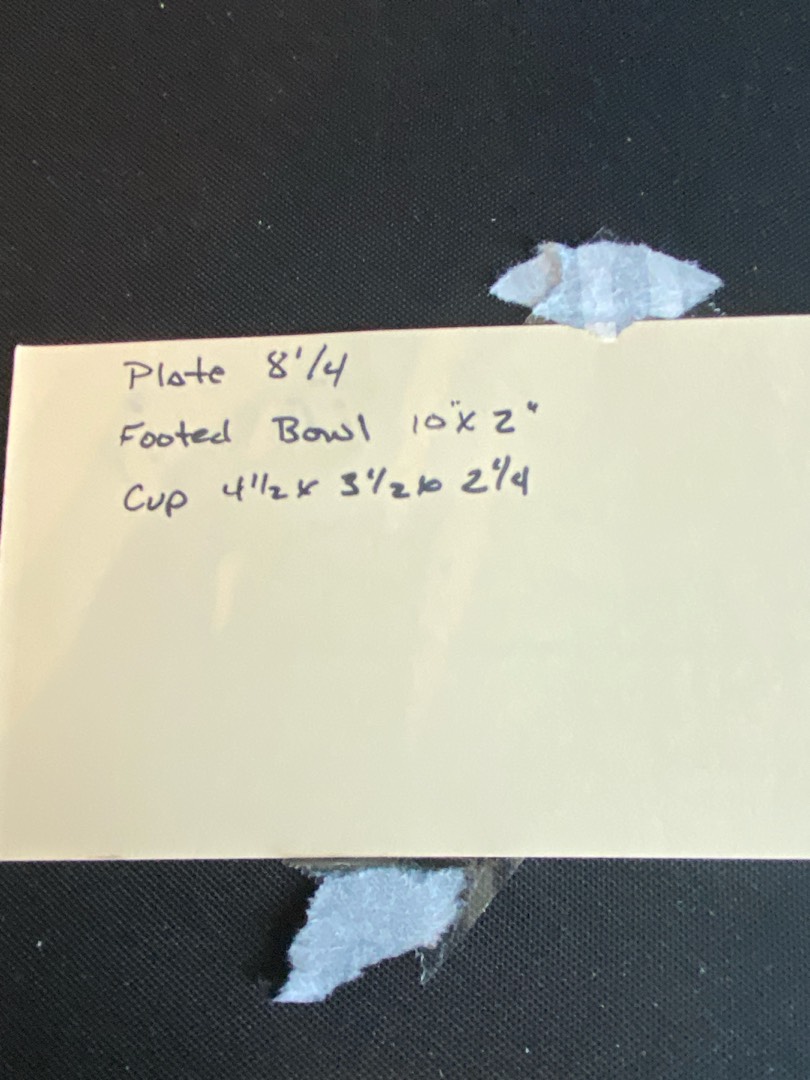 Plate 8 1/4
Footed Bowl 10" x 2"
Cup 4 1/2 x 3 1/2 x 2 1/4